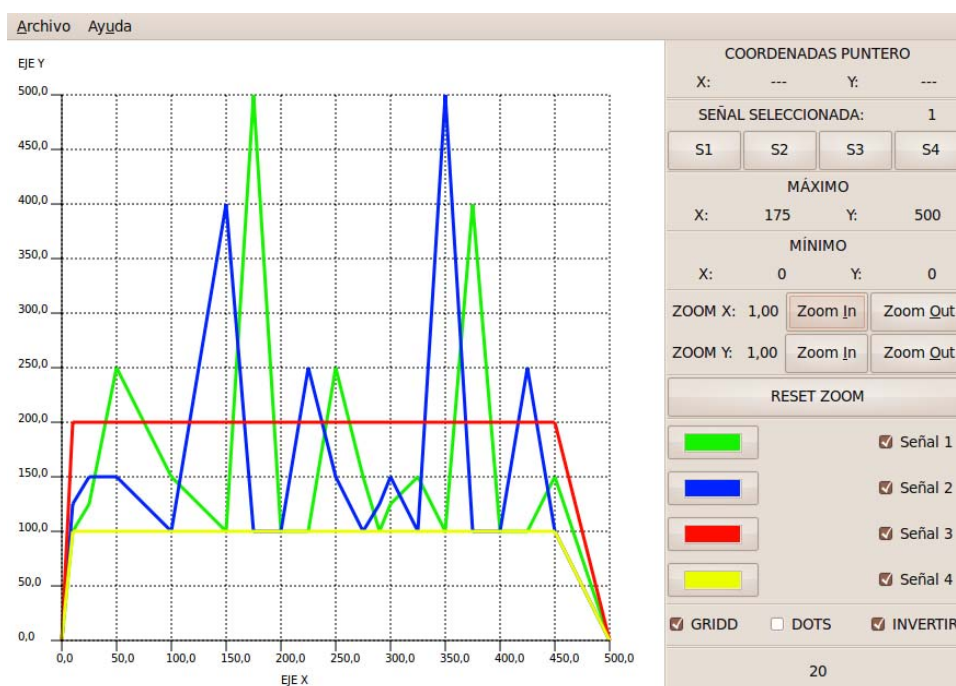 Archivo Ayuda
EJE Y
500,0
450,0
400,0
350,0
300,0
250,0
200,0
150,0
100,0
50,0
0,0
0,0 50,0 100,0 150,0 200,0 250,0 300,0 350,0 400,0 450,0 500,0
EJE X
COORDENADAS PUNTERO
X: --- Y: ---
SEÑAL SELECCIONADA: 1
S1 S2 S3 S4
MÁXIMO
X: 175 Y: 500
MÍNIMO
X: 0 Y: 0
ZOOM X: 1,00 Zoom In Zoom Out
ZOOM Y: 1,00 Zoom In Zoom Out
RESET ZOOM
Señal 1
Señal 2
Señal 3
Señal 4
GRIDD DOTS INVERTIR
20